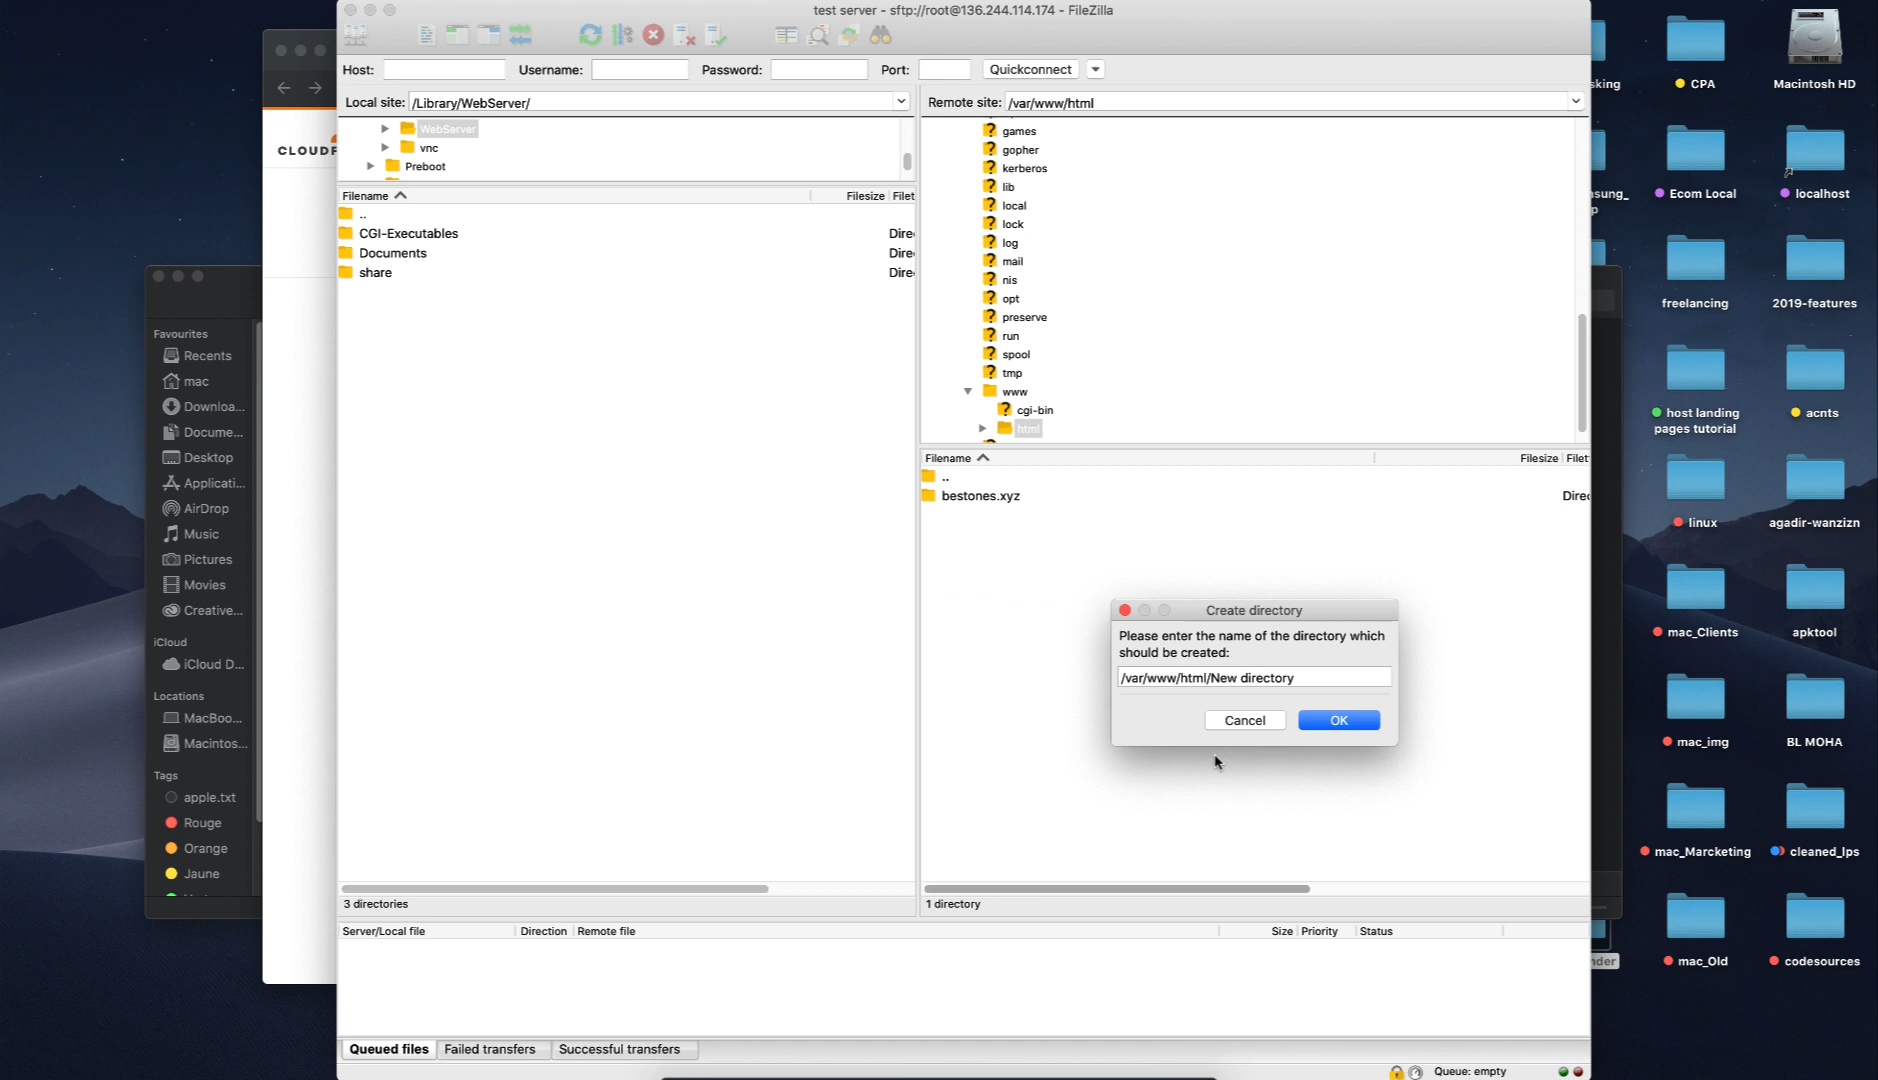 test server - sftp://root@136.244.114.174 - FileZilla
Host:
Username:
Password:
Port:
Quickconnect
Local site: /Library/WebServer/
Remote site: /var/www/html
WebServer
vnc
Preboot
Filename
Filesize
Filet
..
CGI-Executables
Dire
Documents
Dire
share
Dire
3 directories
games
gopher
kerberos
lib
local
lock
log
mail
nis
opt
preserve
run
spool
tmp
www
cgi-bin
html
Filename
Filesize
Filet
..
bestones.xyz
Direc
1 directory
Create directory
Please enter the name of the directory which
should be created:
/var/www/html/New directory
Cancel
OK
Server/Local file
Direction
Remote file
Size
Priority
Status
Queued files
Failed transfers
Successful transfers
Queue: empty
CLOUDF
Favourites
Recents
mac
Downloa...
Docume...
Desktop
Applicati...
AirDrop
Music
Pictures
Movies
Creative...
iCloud
iCloud D...
Locations
MacBoo...
Macintos...
Tags
apple.txt
Rouge
Orange
Jaune
CPA
Macintosh HD
Ecom Local
localhost
freelancing
2019-features
host landing
pages tutorial
acnts
linux
agadir-wanzizn
mac_Clients
apktool
mac_img
BL MOHA
mac_Marcketing
cleaned_lps
mac_Old
codesources
sking
sung_
p
nder